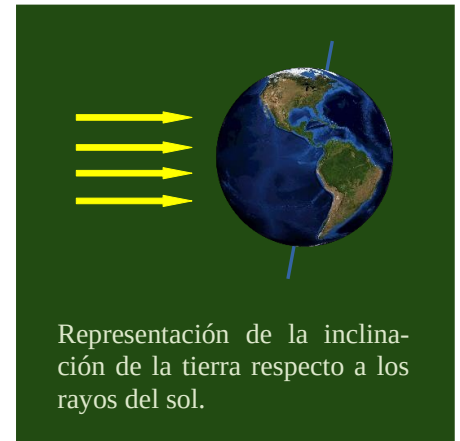 Representación de la inclina-
ción de la tierra respecto a los
rayos del sol.